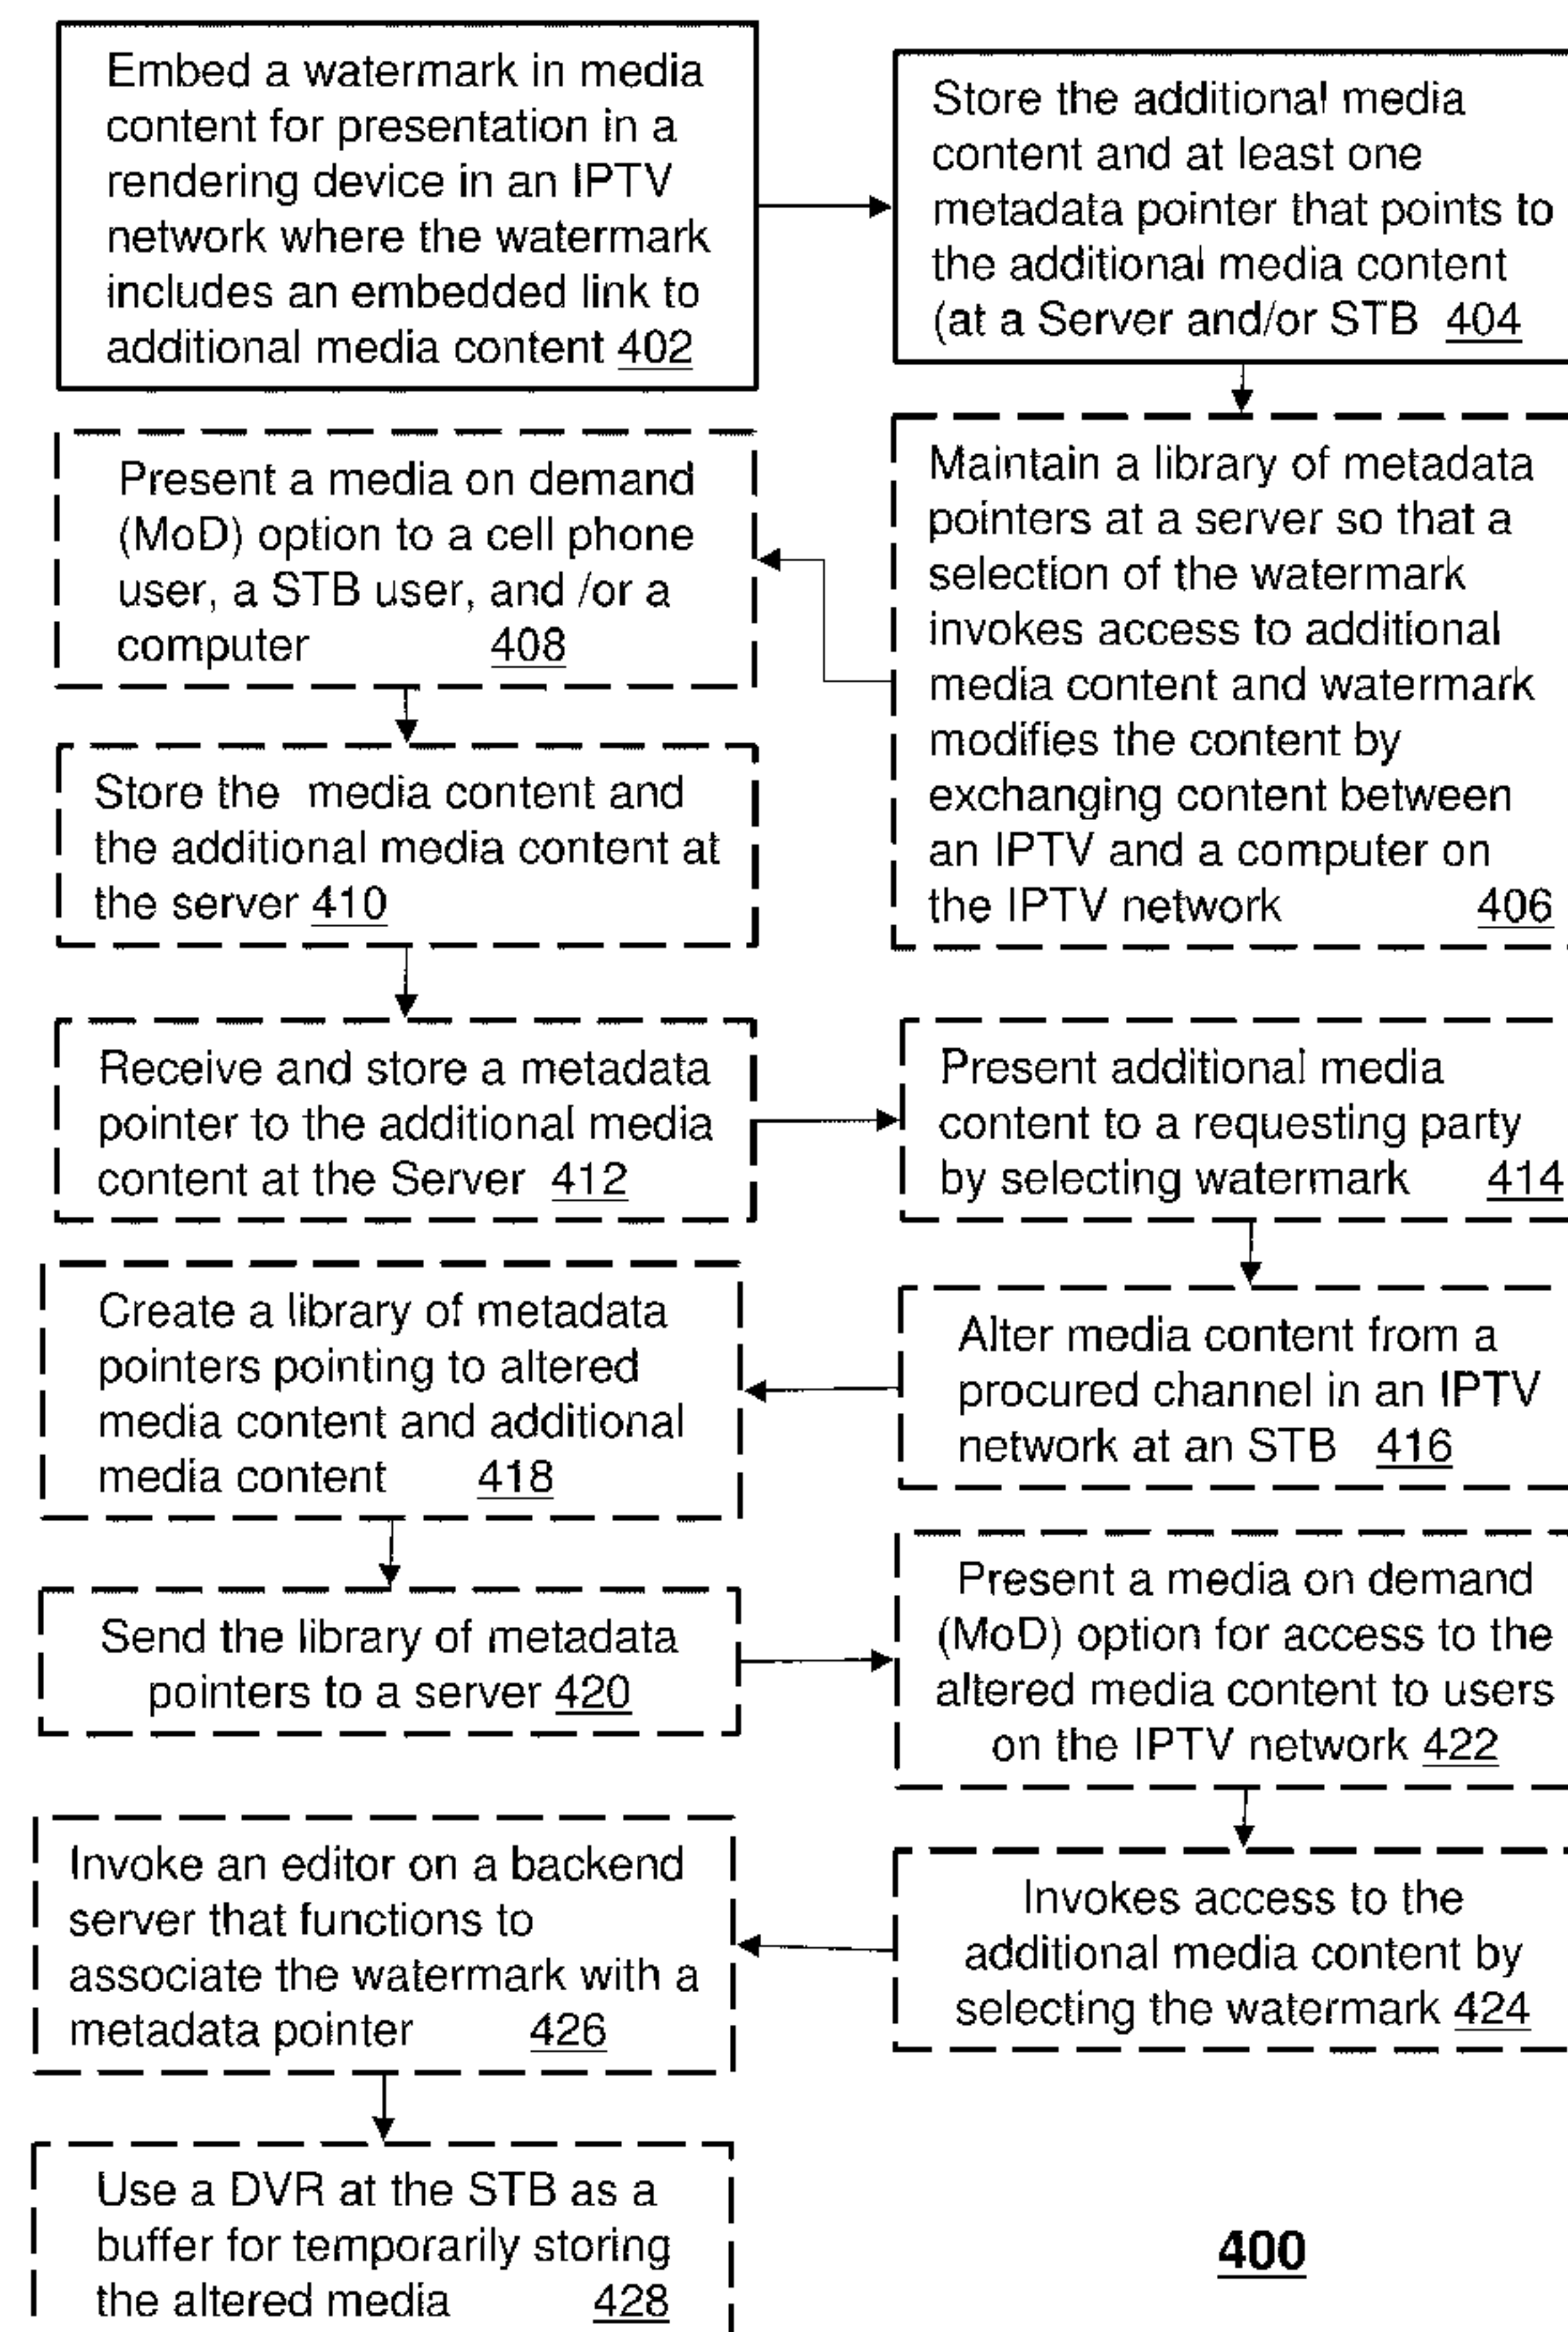 Embed a watermark in media
content for presentation in a
rendering device in an IPTV
network where the watermark
includes an embedded link to
additional media content 402
Store the additional media
content and at least one
metadata pointer that points to
the additional media content
(at a Server and/or STB 404
Maintain a library of metadata
pointers at a server so that a
selection of the watermark
invokes access to additional
media content and watermark
modifies the content by
exchanging content between
an IPTV and a computer on
the IPTV network 406
Present a media on demand
(MoD) option to a cell phone
user, a STB user, and /or a
computer 408
Store the media content and
the additional media content at
the server 410
Receive and store a metadata
pointer to the additional media
content at the Server 412
Present additional media
content to a requesting party
by selecting watermark 414
Alter media content from a
procured channel in an IPTV
network at an STB 416
Create a library of metadata
pointers pointing to altered
media content and additional
media content 418
Send the library of metadata
pointers to a server 420
Present a media on demand
(MoD) option for access to the
altered media content to users
on the IPTV network 422
Invokes access to the
additional media content by
selecting the watermark 424
Invoke an editor on a backend
server that functions to
associate the watermark with a
metadata pointer 426
Use a DVR at the STB as a
buffer for temporarily storing
the altered media 428
400